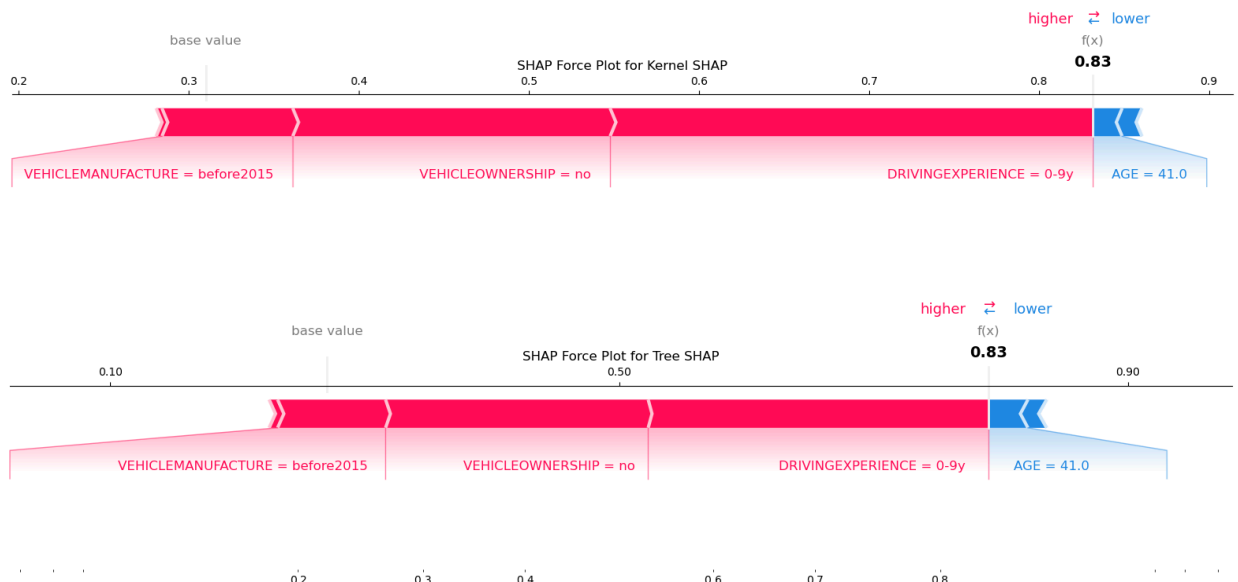 higher ⇄ lower
base value
f(x)
0.83
SHAP Force Plot for Kernel SHAP
0.2 0.3 0.4 0.5 0.6 0.7 0.8 0.9
VEHICLEMANUFACTURE = before2015 VEHICLEOWNERSHIP = no DRIVINGEXPERIENCE = 0-9y AGE = 41.0
higher ⇄ lower
base value
f(x)
0.83
SHAP Force Plot for Tree SHAP
0.10 0.50 0.90
VEHICLEMANUFACTURE = before2015 VEHICLEOWNERSHIP = no DRIVINGEXPERIENCE = 0-9y AGE = 41.0
0.2 0.3 0.4 0.6 0.7 0.8